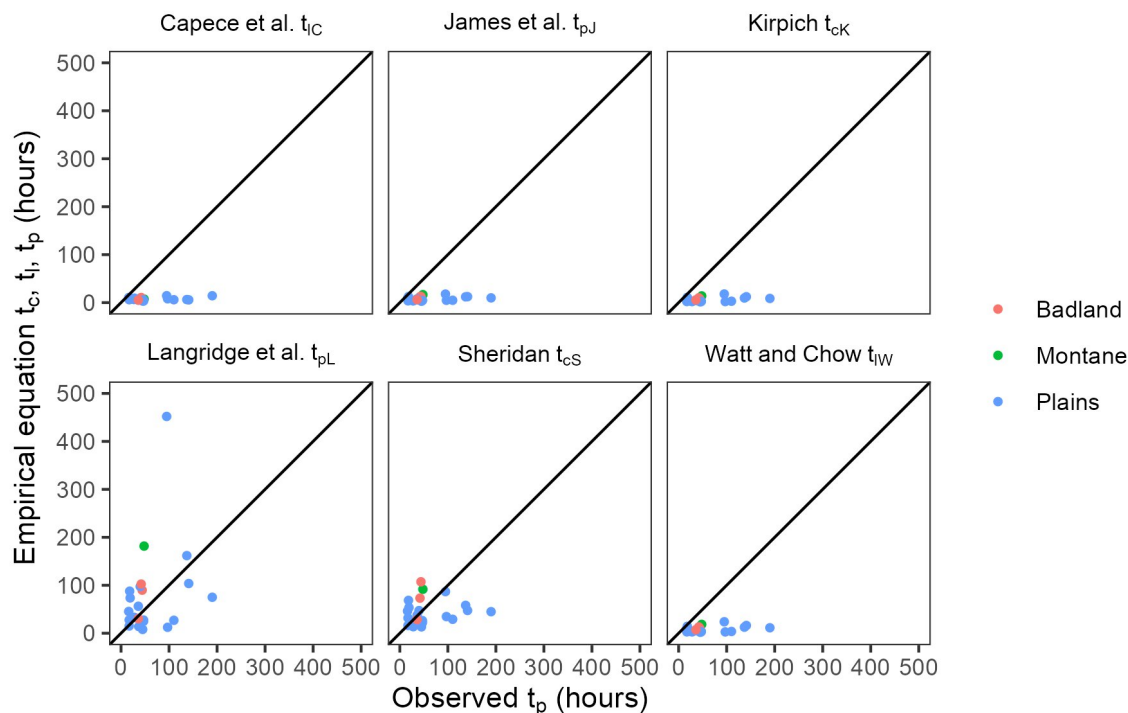 Capece et al. tlC
James et al. tpJ
Kirpich tcK
500
400
300
200
100
0
Langridge et al. tpL
Sheridan tcS
Watt and Chow tlW
500
400
300
200
100
0
0 100 200 300 400 500
0 100 200 300 400 500
0 100 200 300 400 500
Empirical equation tc, tl, tp (hours)
Observed tp (hours)
Badland
Montane
Plains